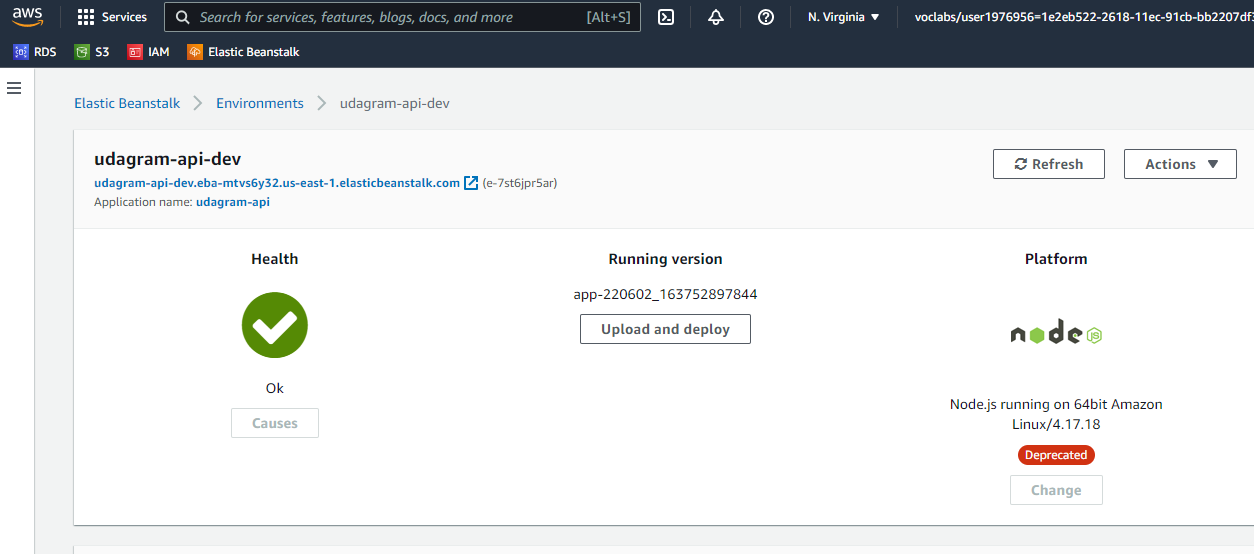 aws Services Search for services, features, blogs, docs, and more [Alt+S] N. Virginia voclabs/user1976956=1e2eb522-2618-11ec-91cb-bb2207df3
RDS S3 IAM Elastic Beanstalk
Elastic Beanstalk Environments udagram-api-dev
udagram-api-dev
Refresh Actions
udagram-api-dev.eba-mtvs6y32.us-east-1.elasticbeanstalk.com (e-7st6jpr5ar)
Application name: udagram-api
Health Running version Platform
app-220602_163752897844
Upload and deploy
node JS
Ok
Causes
Node.js running on 64bit Amazon
Linux/4.17.18
Deprecated
Change